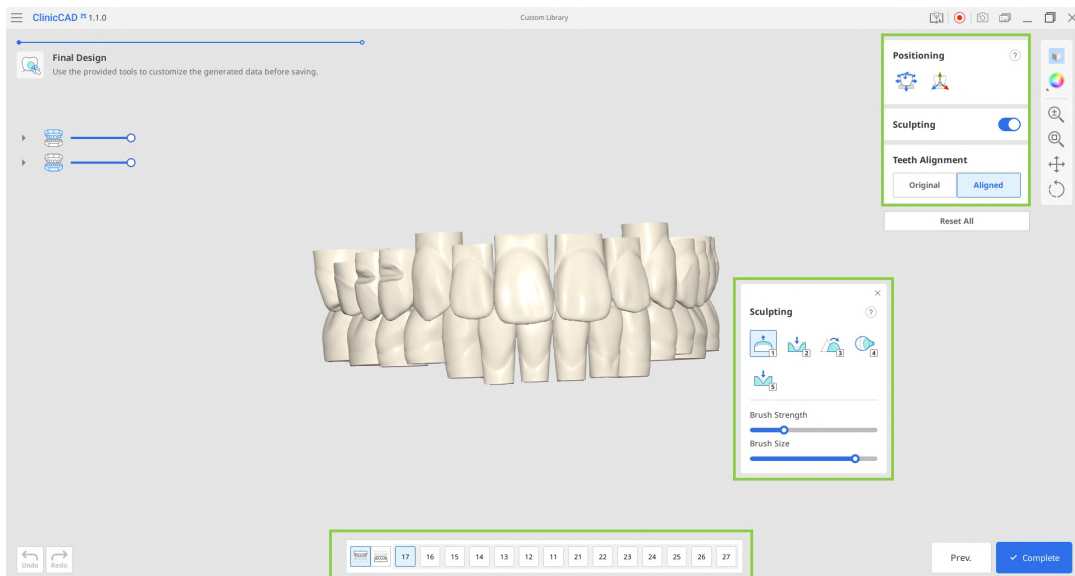 ClinicCAD 1.1.0
Custom Library
Final Design
Use the provided tools to customize the generated data before saving.
Positioning
?
Sculpting
Teeth Alignment
Original Aligned
Reset All
Sculpting
?
1 2 3 4
5
Brush Strength
Brush Size
Undo Redo
17 16 15 14 13 12 11 21 22 23 24 25 26 27
Prev. Complete